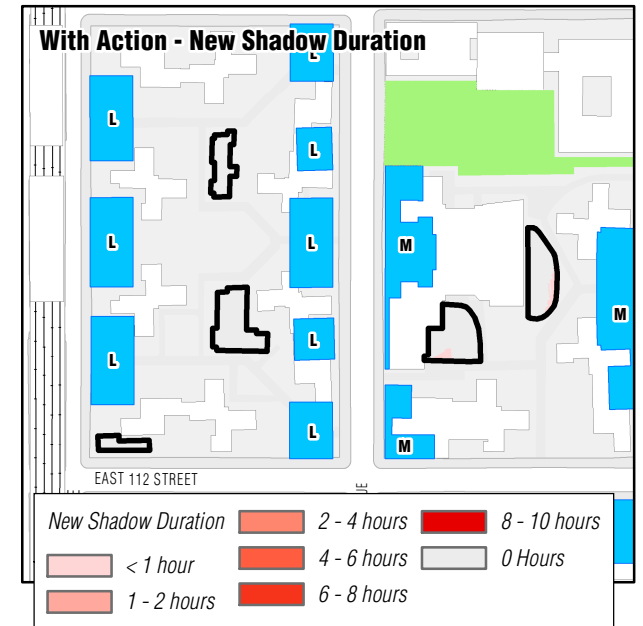 With Action - New Shadow Duration
L
L
L
L
L
M
L
M
L
L
L
M
EAST 112 STREET
UE
New Shadow Duration
< 1 hour
1 - 2 hours
2 - 4 hours
4 - 6 hours
6 - 8 hours
8 - 10 hours
0 Hours